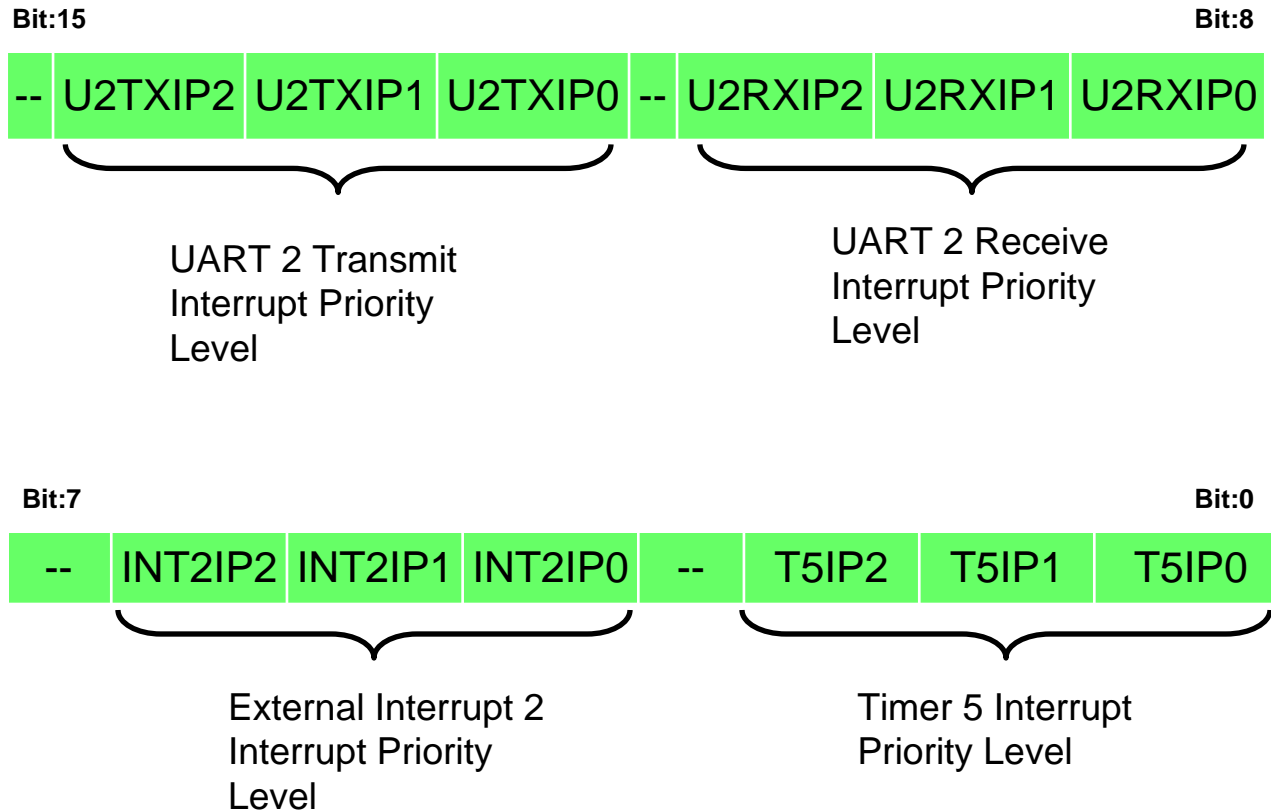 Bit:15 Bit:8
-- U2TXIP2 U2TXIP1 U2TXIP0 -- U2RXIP2 U2RXIP1 U2RXIP0
UART 2 Transmit
Interrupt Priority
Level
UART 2 Receive
Interrupt Priority
Level
Bit:7 Bit:0
-- INT2IP2 INT2IP1 INT2IP0 -- T5IP2 T5IP1 T5IP0
External Interrupt 2
Interrupt Priority
Level
Timer 5 Interrupt
Priority Level